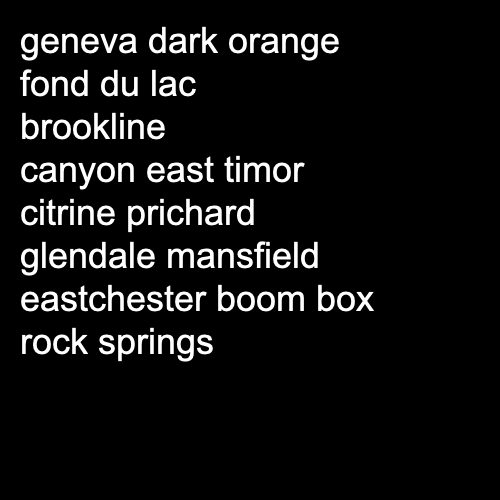 geneva dark orange
fond du lac
brookline
canyon east timor
citrine prichard
glendale mansfield
eastchester boom box
rock springs